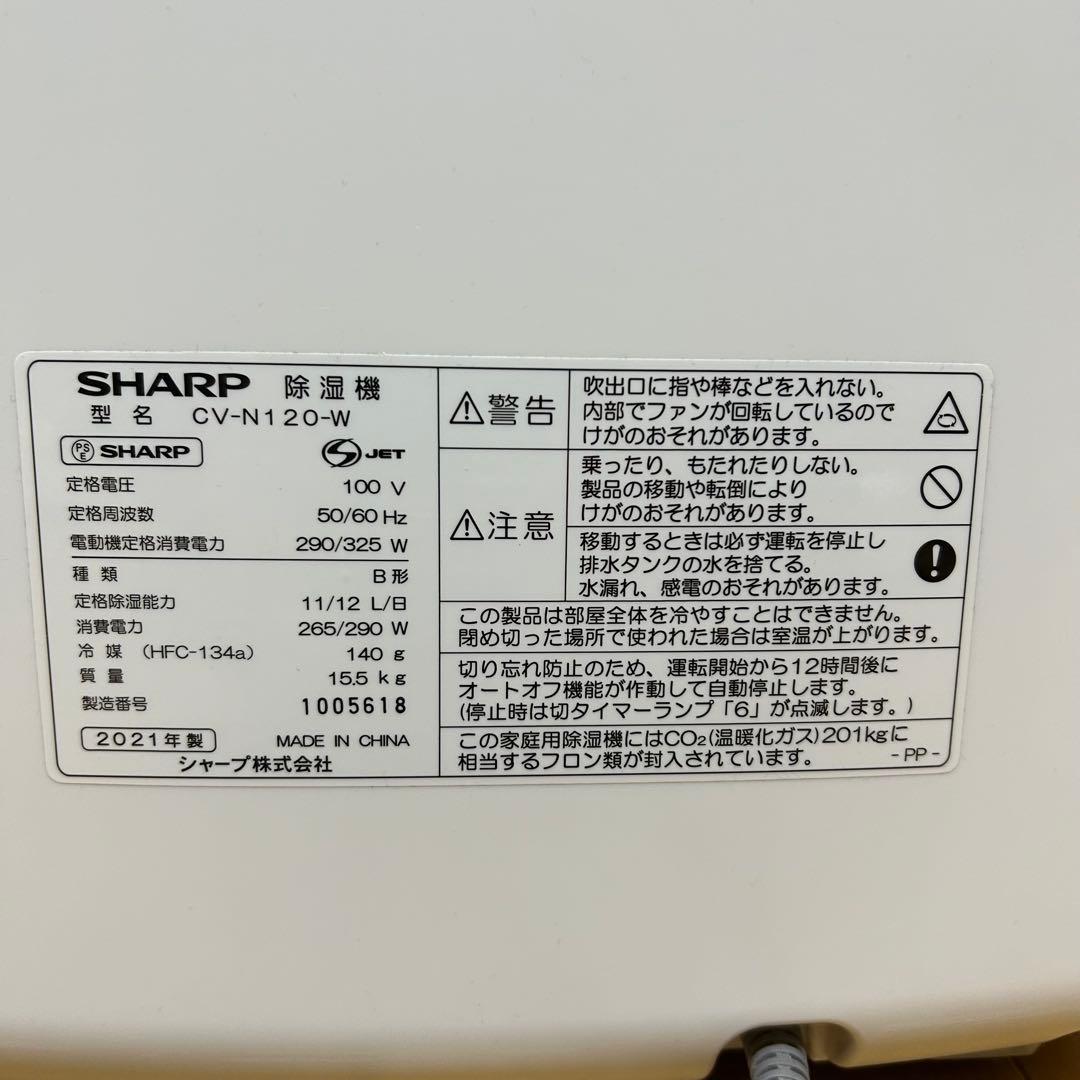 SHARP 除湿機
型名 CV-N120-W
PSE SHARP
S JET
定格電圧 100 V
定格周波数 50/60 Hz
電動機定格消費電力 290/325 W
種類 B形
定格除湿能力 11/12 L/日
消費電力 265/290 W
冷媒 (HFC-134a) 140 g
質量 15.5 kg
製造番号 1005618
2021年製 MADE IN CHINA
シャープ株式会社
⚠警告
吹出口に指や棒などを入れない。
内部でファンが回転しているので
けがのおそれがあります。
⚠注意
乗ったり、もたれたりしない。
製品の移動や転倒により
けがのおそれがあります。
移動するときは必ず運転を停止し
排水タンクの水を捨てる。
水漏れ、感電のおそれがあります。
この製品は部屋全体を冷やすことはできません。
閉め切った場所で使われた場合は室温が上がります。
切り忘れ防止のため、運転開始から12時間後に
オートオフ機能が作動して自動停止します。
(停止時は切タイマーランプ「6」が点滅します。)
この家庭用除湿機にはCO₂(温暖化ガス)201kgに
相当するフロン類が封入されています。 -PP-